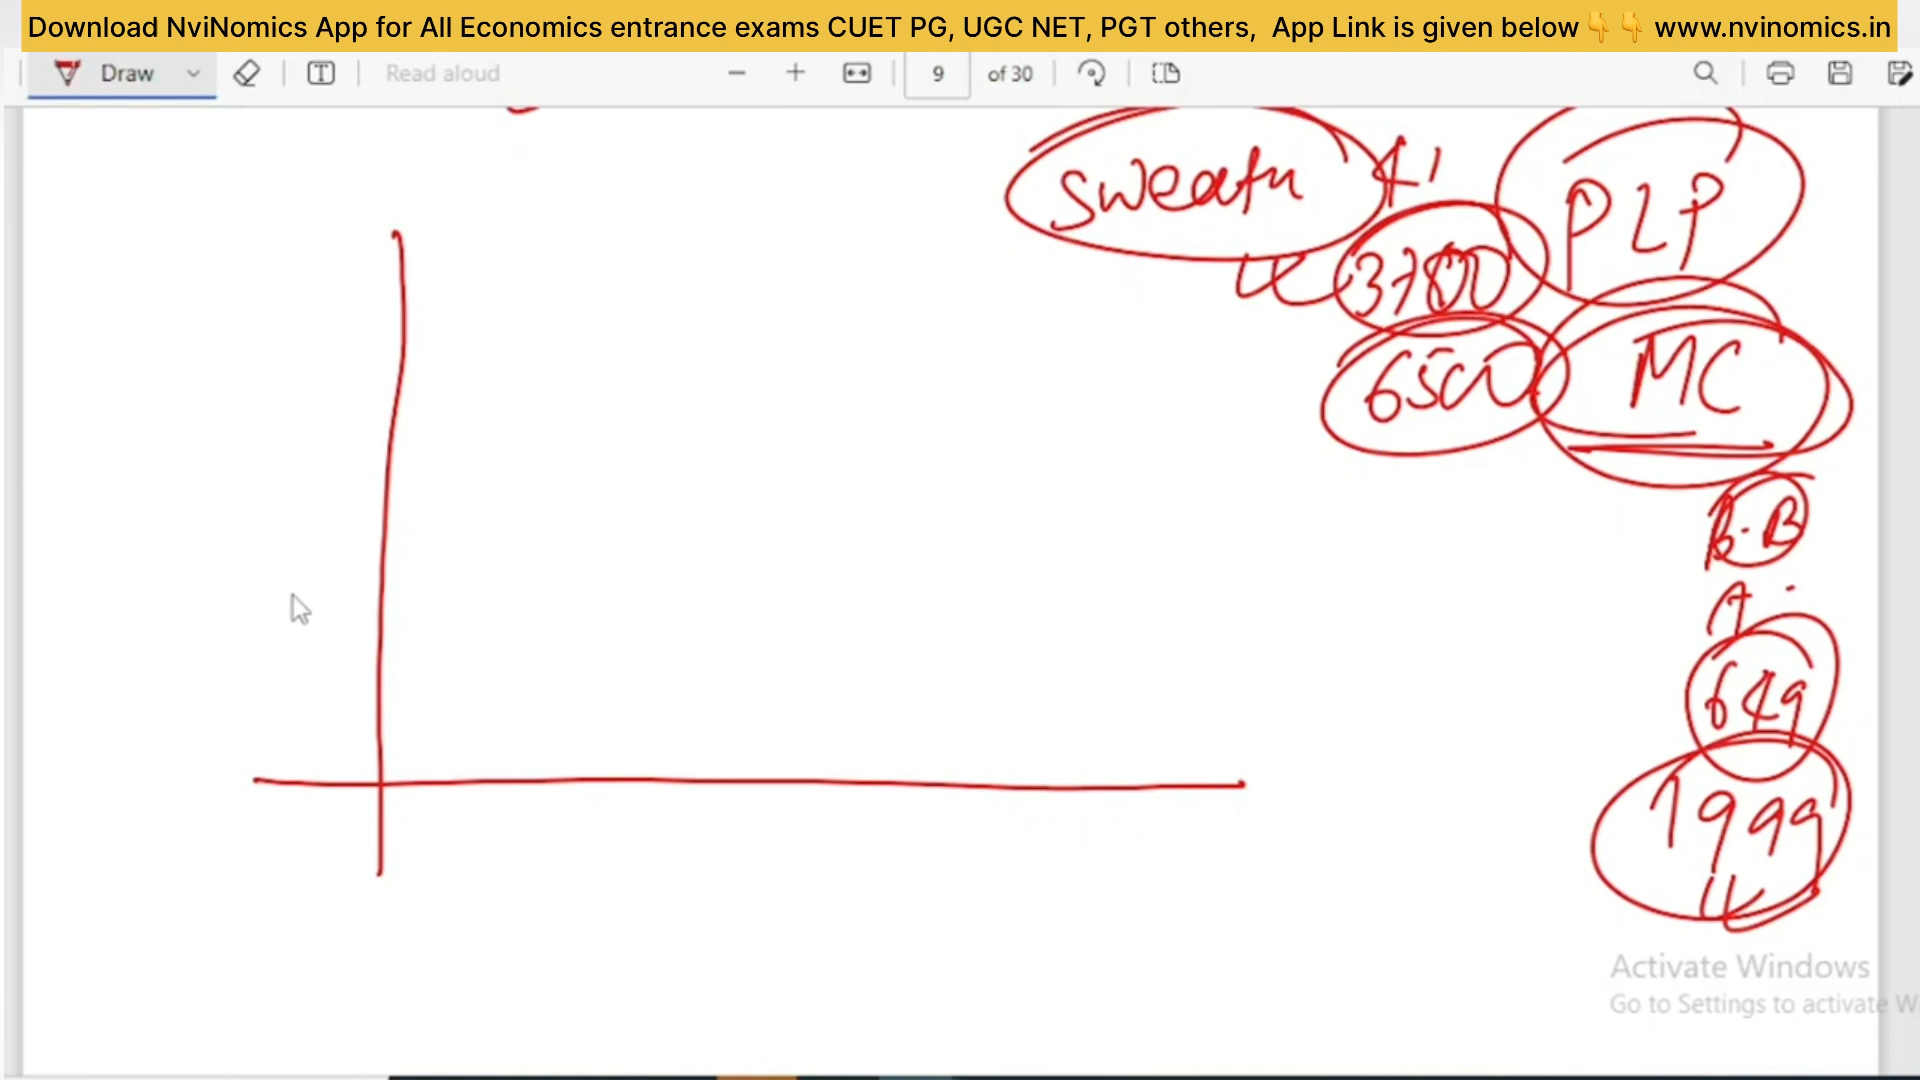 Download NviNomics App for All Economics entrance exams CUET PG, UGC NET, PGT others, App Link is given below👇👇 www.nvinomics.in
Draw Read aloud 9 of 30
PLP
3700
6500 MC
B.B
649
1999
Activate Windows
Go to Settings to activate W